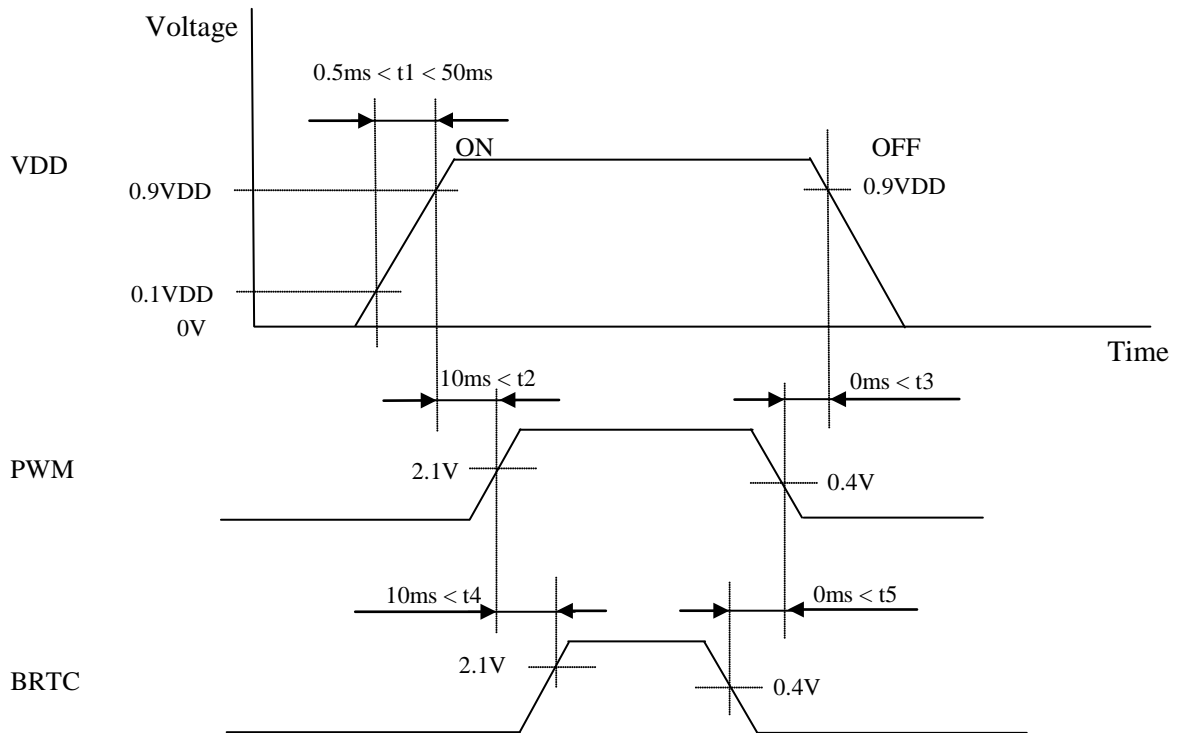 Voltage
0.5ms < t1 < 50ms
ON
OFF
VDD
0.9VDD
0.9VDD
0.1VDD
0V
Time
10ms < t2
0ms < t3
PWM
2.1V
0.4V
10ms < t4
0ms < t5
BRTC
2.1V
0.4V